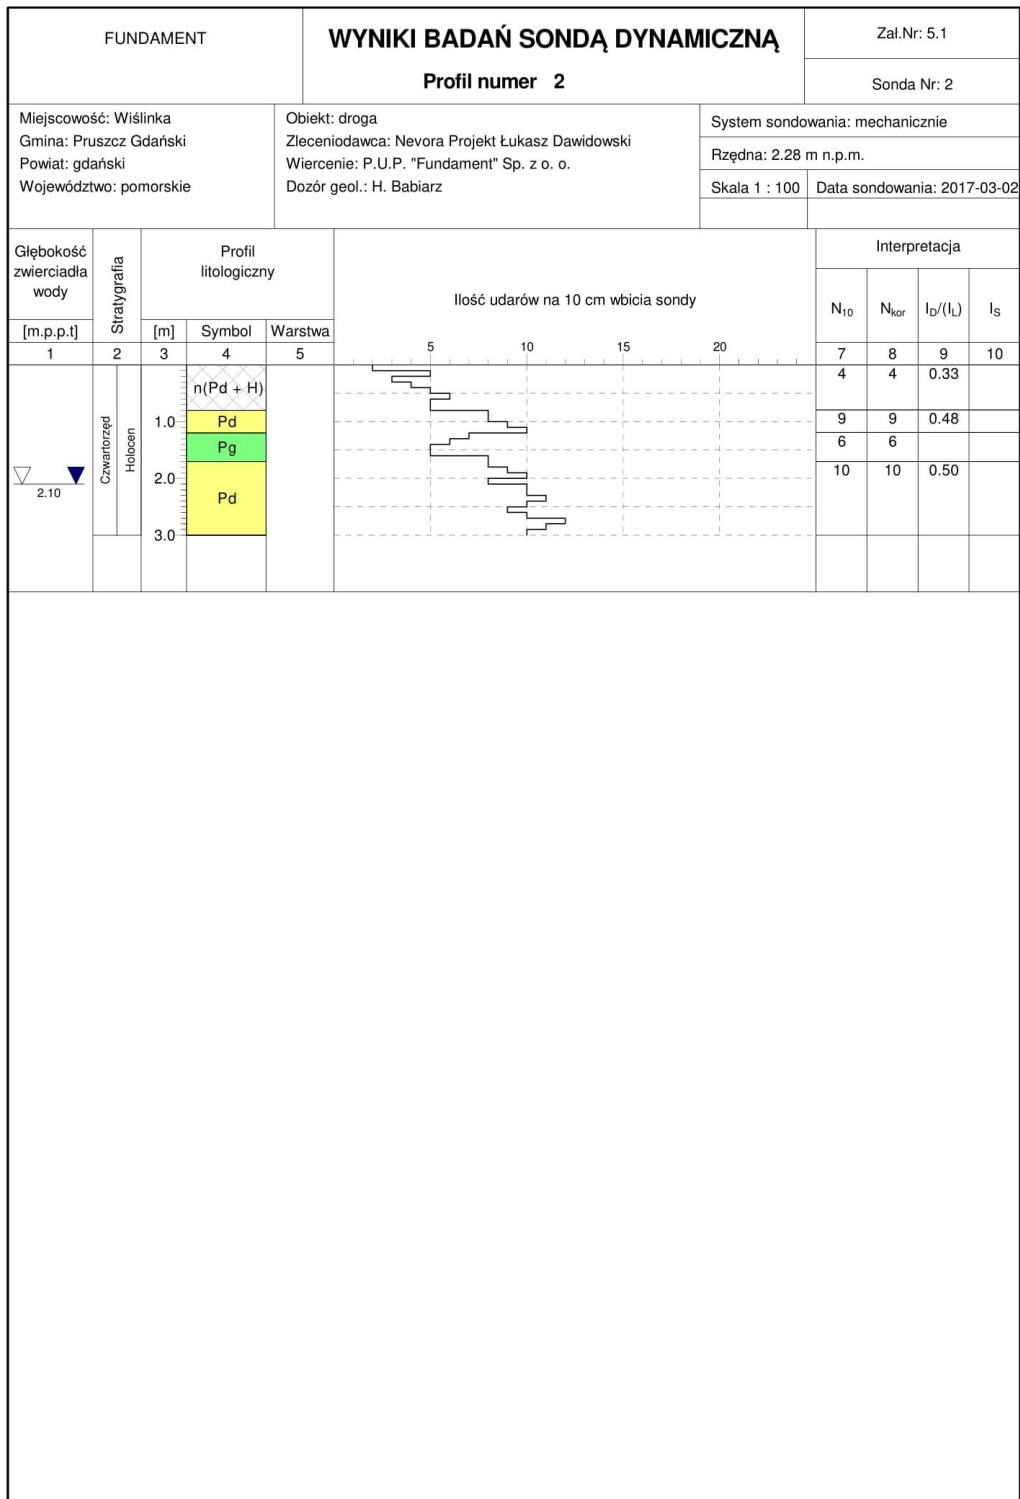 FUNDAMENT
WYNIKI BADAŃ SONDĄ DYNAMICZNĄ
Profil numer 2
Zał.Nr: 5.1
Sonda Nr: 2
Miejscowość: Wiślinka
Gmina: Pruszcz Gdański
Powiat: gdański
Województwo: pomorskie
Obiekt: droga
Zleceniodawca: Nevora Projekt Łukasz Dawidowski
Wiercenie: P.U.P. "Fundament" Sp. z o. o.
Dozór geol.: H. Babiarz
System sondowania: mechanicznie
Rzędna: 2.28 m n.p.m.
Skala 1 : 100
Data sondowania: 2017-03-02
Głębokość
zwierciadła
wody
[m.p.p.t]
Stratygrafia
Profil
litologiczny
[m] Symbol Warstwa
Ilość udarów na 10 cm wbicia sondy
Interpretacja
N10 Nkor ID/(IL) IS
5 10 15 20
1 2 3 4 5 7 8 9 10
n(Pd + H) 4 4 0.33
1.0 Pd 9 9 0.48
Pg 6 6
2.0 Pd 10 10 0.50
3.0
2.10
Czwartorzęd
Holocen